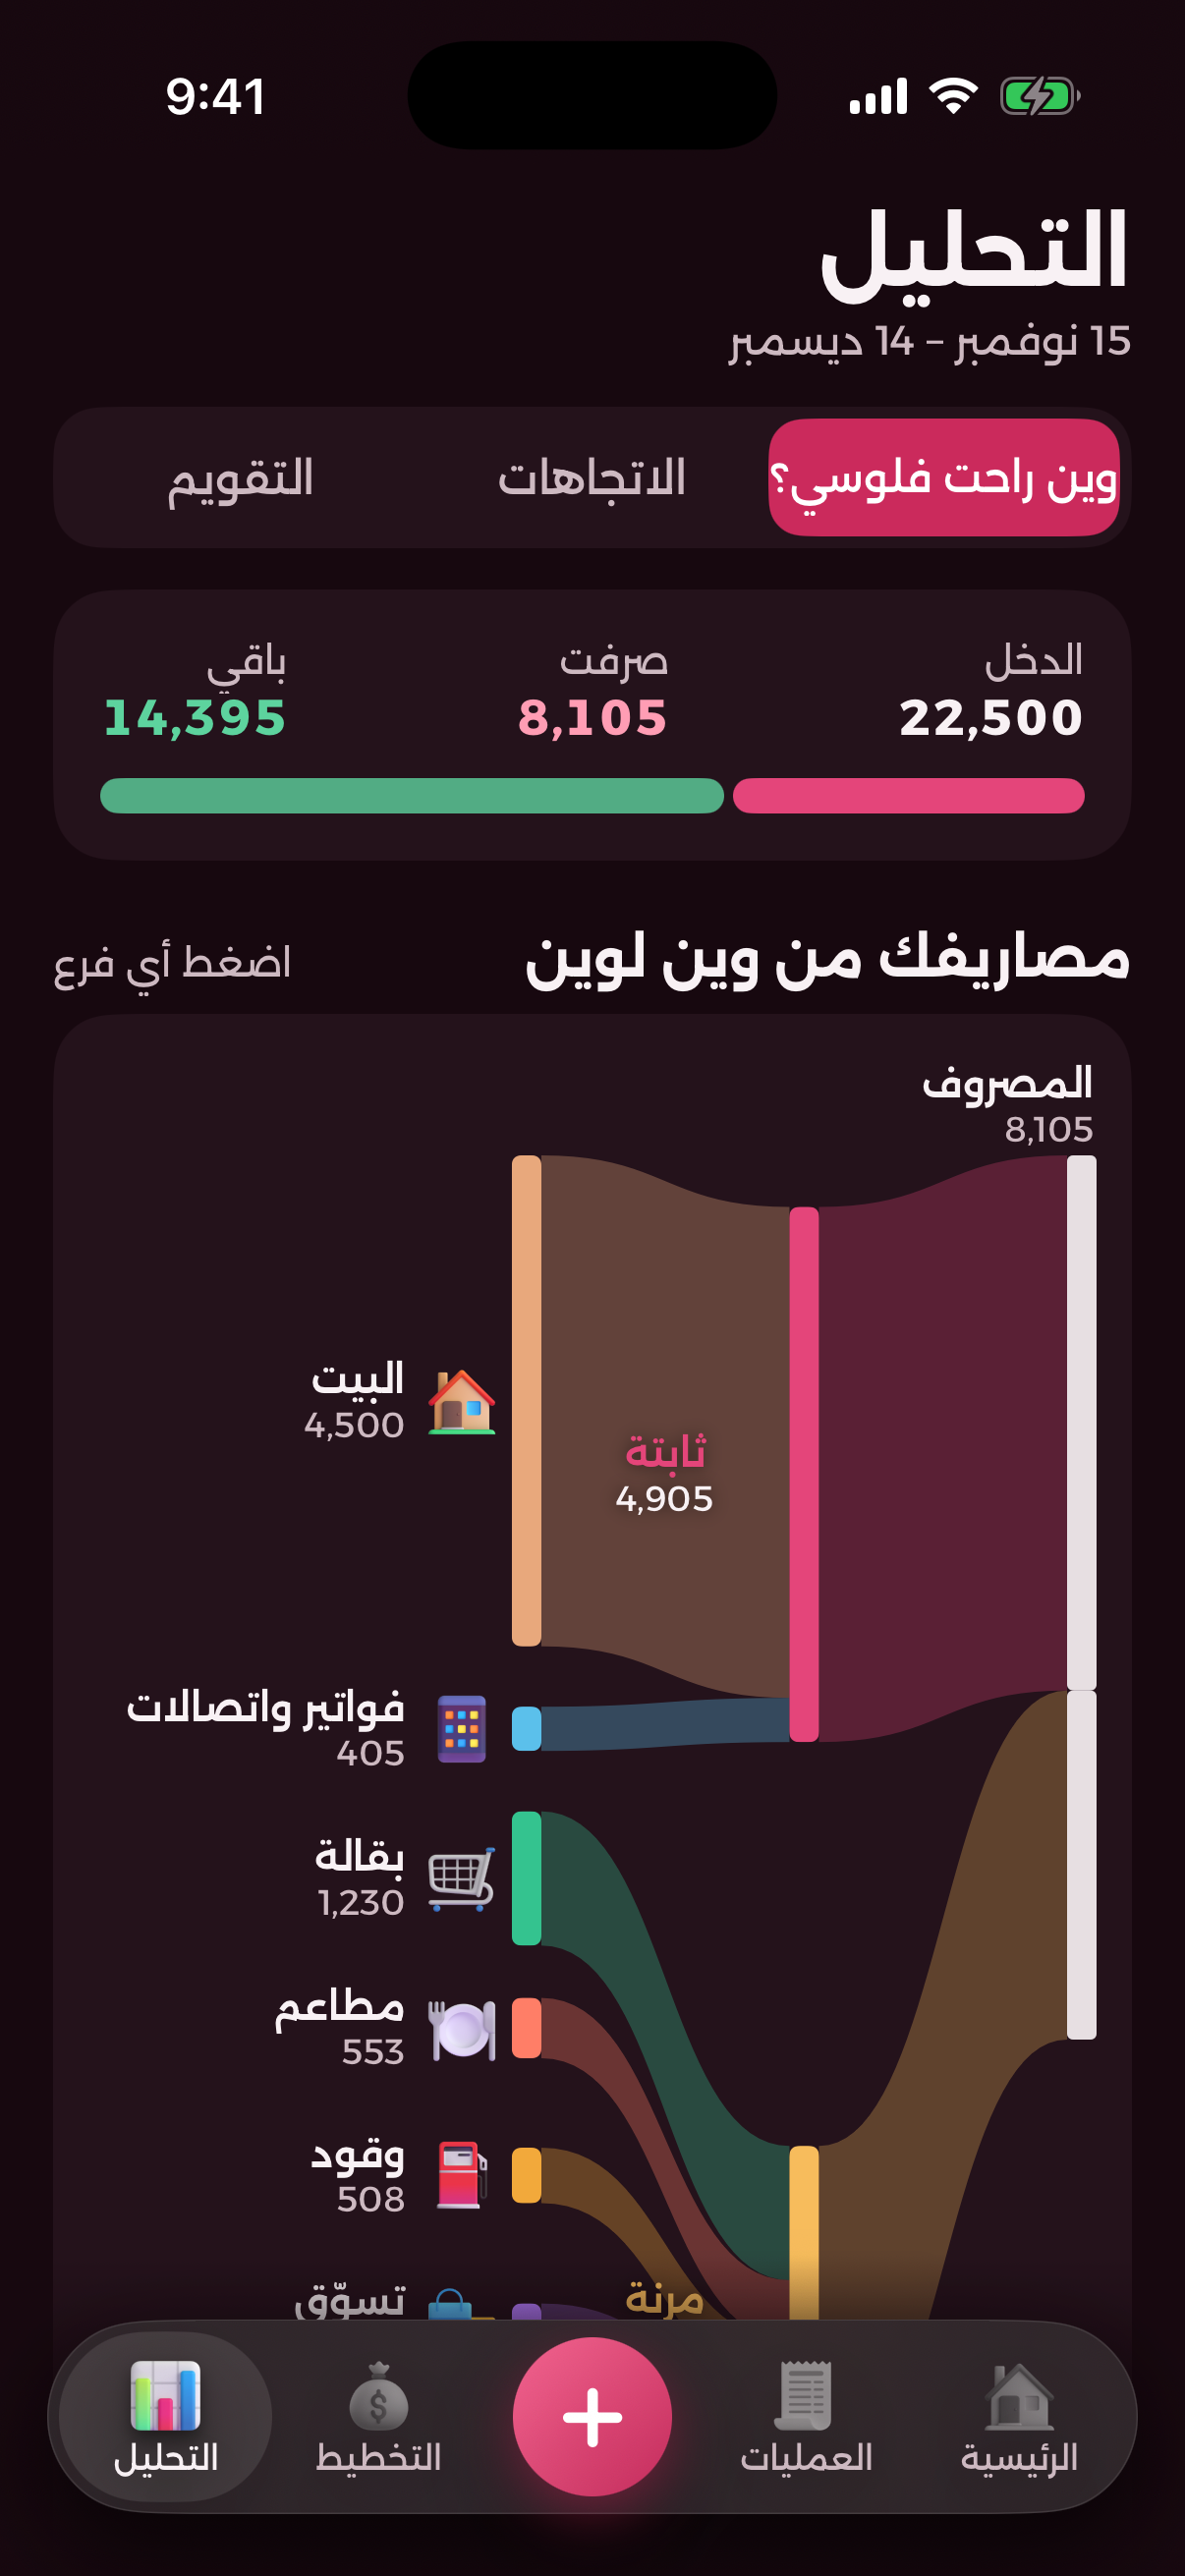 9:41
التحليل
15 نوفمبر – 14 ديسمبر
وين راحت فلوسي؟
الاتجاهات
التقويم
الدخل
22,500
صرفت
8,105
باقي
14,395
مصاريفك من وين لوين
اضغط أي فرع
المصروف
8,105
البيت
4,500
ثابتة
4,905
فواتير واتصالات
405
بقالة
1,230
مطاعم
553
وقود
508
تسوّق
مرنة
الرئيسية
العمليات
التخطيط
التحليل